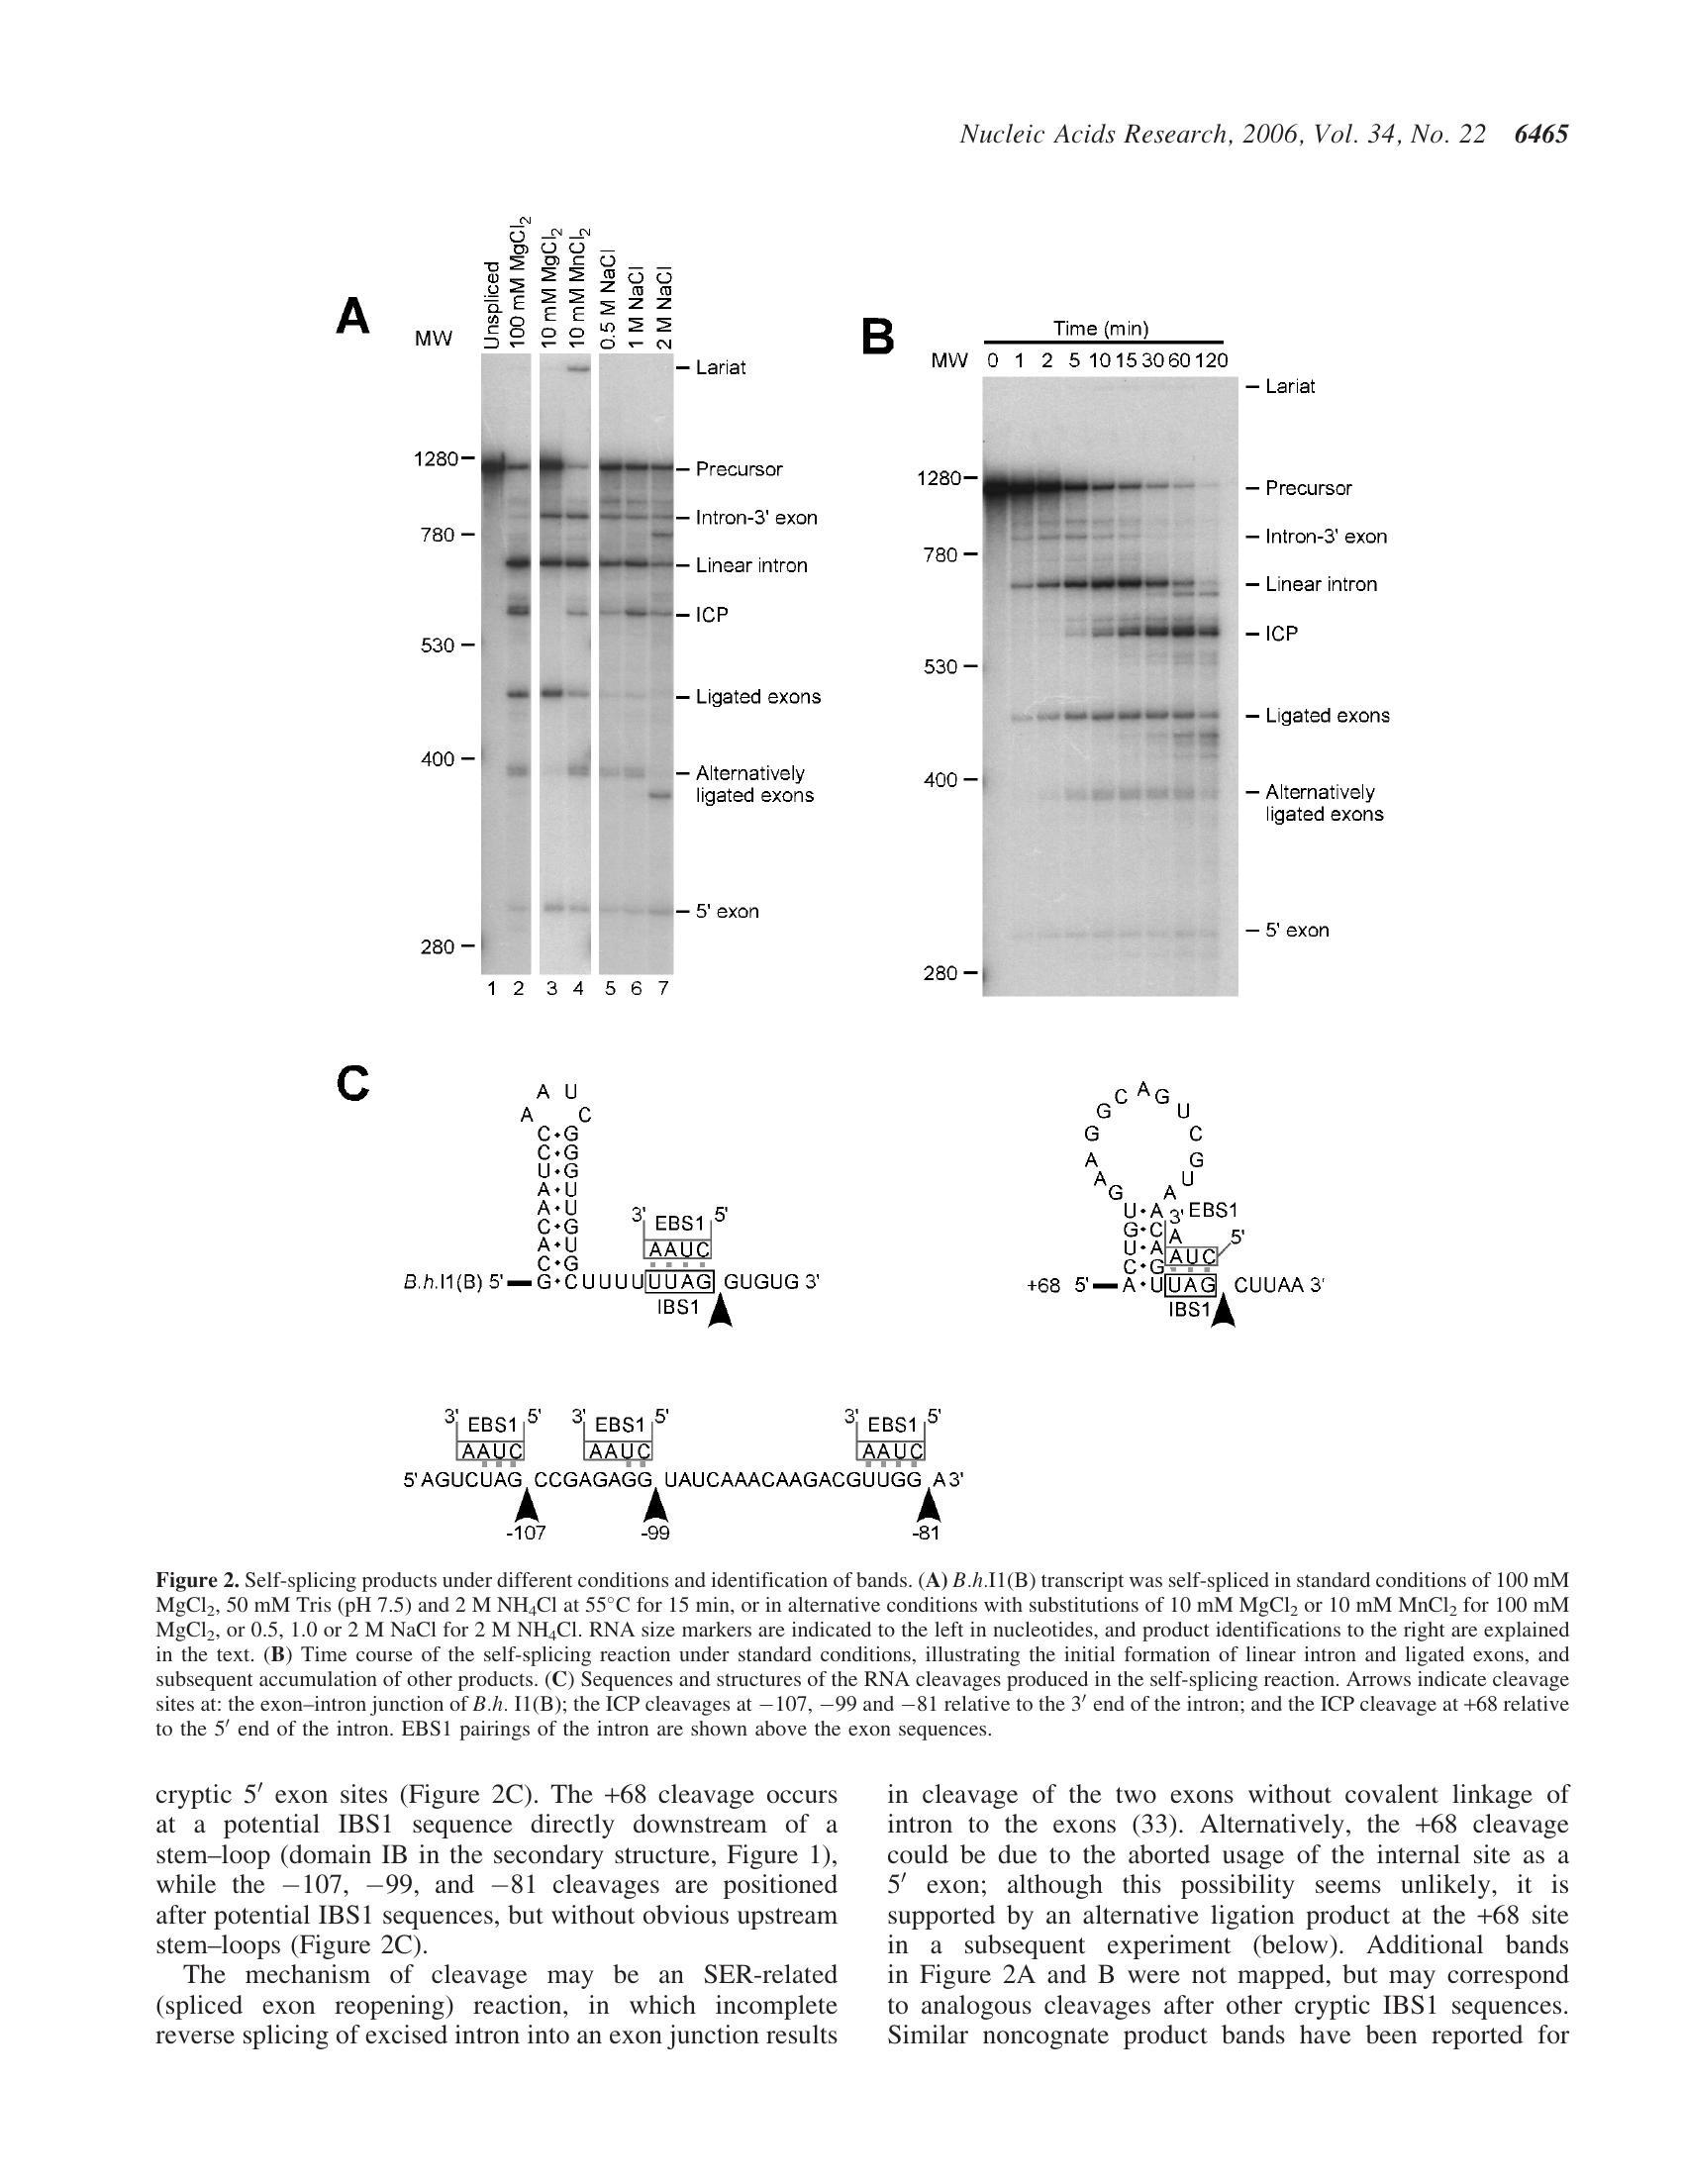 Nucleic Acids Research, 2006, Vol. 34, No. 22 6465
A
MW
Unspliced
100 mM MgCl2
10 mM MgCl2
10 mM MnCl2
0.5 M NaCl
1 M NaCl
2 M NaCl
1280
780
530
400
280
Lariat
Precursor
Intron-3' exon
Linear intron
ICP
Ligated exons
Alternatively
ligated exons
5' exon
1 2 3 4 5 6 7
B
Time (min)
MW 0 1 2 5 10 15 30 60 120
1280
780
530
400
280
Lariat
Precursor
Intron-3' exon
Linear intron
ICP
Ligated exons
Alternatively
ligated exons
5' exon
C
A U
A C
C•G
C•G
U•G
A•U
A•U
C•G
A•U
C•G
3' EBS1 5'
AAUC
B.h.I1(B) 5' G•CUUUUUUAG GUGUG 3'
IBS1
G C A G U
G C
A G
A U
G A
U•A 3' EBS1
G•C A 5'
U•A AUC
C•G
+68 5' A•UUAG CUUAA 3'
IBS1
3' EBS1 5' 3' EBS1 5' 3' EBS1 5'
AAUC AAUC AAUC
5'AGUCUAG CCGAGAGG UAUCAAACAAGACGUUGG A3'
-107 -99 -81
Figure 2. Self-splicing products under different conditions and identification of bands. (A) B.h.I1(B) transcript was self-spliced in standard conditions of 100 mM
MgCl2, 50 mM Tris (pH 7.5) and 2 M NH4Cl at 55°C for 15 min, or in alternative conditions with substitutions of 10 mM MgCl2 or 10 mM MnCl2 for 100 mM
MgCl2, or 0.5, 1.0 or 2 M NaCl for 2 M NH4Cl. RNA size markers are indicated to the left in nucleotides, and product identifications to the right are explained
in the text. (B) Time course of the self-splicing reaction under standard conditions, illustrating the initial formation of linear intron and ligated exons, and
subsequent accumulation of other products. (C) Sequences and structures of the RNA cleavages produced in the self-splicing reaction. Arrows indicate cleavage
sites at: the exon–intron junction of B.h. I1(B); the ICP cleavages at −107, −99 and −81 relative to the 3′ end of the intron; and the ICP cleavage at +68 relative
to the 5′ end of the intron. EBS1 pairings of the intron are shown above the exon sequences.
cryptic 5′ exon sites (Figure 2C). The +68 cleavage occurs
at a potential IBS1 sequence directly downstream of a
stem–loop (domain IB in the secondary structure, Figure 1),
while the −107, −99, and −81 cleavages are positioned
after potential IBS1 sequences, but without obvious upstream
stem–loops (Figure 2C).
The mechanism of cleavage may be an SER-related
(spliced exon reopening) reaction, in which incomplete
reverse splicing of excised intron into an exon junction results
in cleavage of the two exons without covalent linkage of
intron to the exons (33). Alternatively, the +68 cleavage
could be due to the aborted usage of the internal site as a
5′ exon; although this possibility seems unlikely, it is
supported by an alternative ligation product at the +68 site
in a subsequent experiment (below). Additional bands
in Figure 2A and B were not mapped, but may correspond
to analogous cleavages after other cryptic IBS1 sequences.
Similar noncognate product bands have been reported for